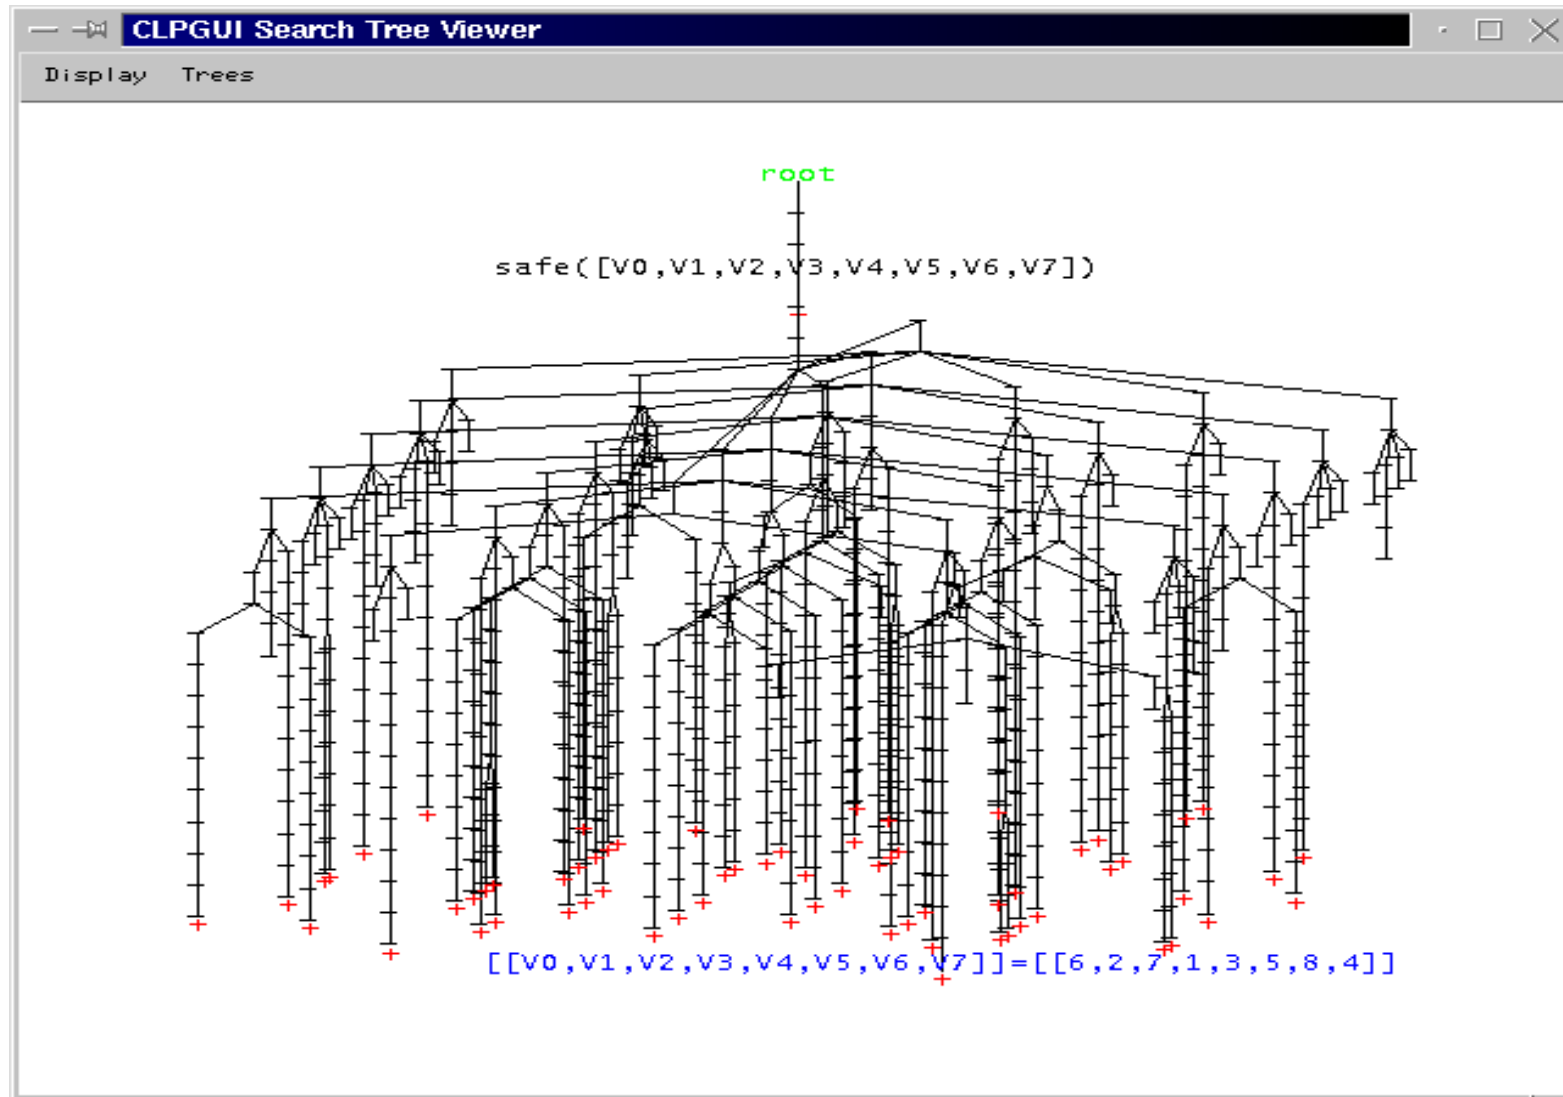 CLPGUI Search Tree Viewer
Display Trees
root
safe([V0,V1,V2,V3,V4,V5,V6,V7])
[[V0,V1,V2,V3,V4,V5,V6,V7]]=[[6,2,7,1,3,5,8,4]]